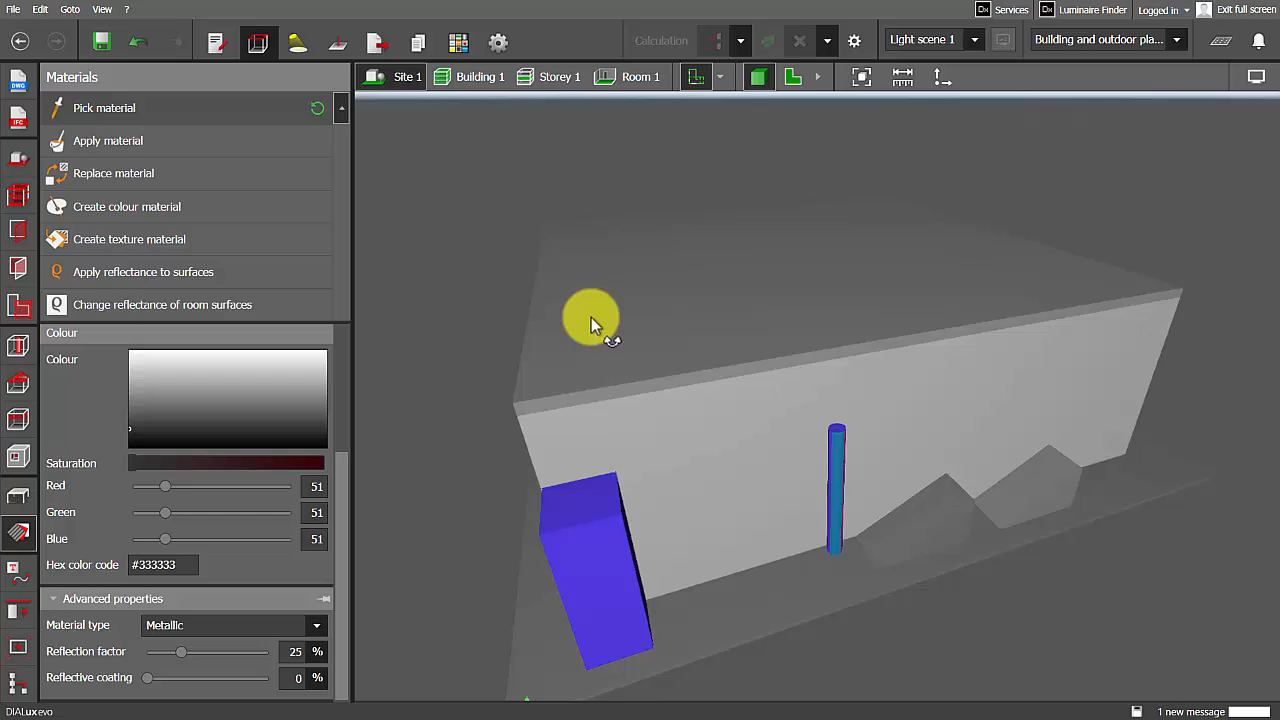 File Edit Goto View ?
Dx Services Dx Luminaire Finder Logged in Exit full screen
Calculation Light scene 1 Building and outdoor pla...
Materials
Site 1 Building 1 Storey 1 Room 1
DWG
IFC
Pick material
Apply material
Replace material
Create colour material
Create texture material
Apply reflectance to surfaces
Change reflectance of room surfaces
Colour
Colour
Saturation
Red 51
Green 51
Blue 51
Hex color code #333333
Advanced properties
Material type Metallic
Reflection factor 25 %
Reflective coating 0 %
DIALux evo 1 new message